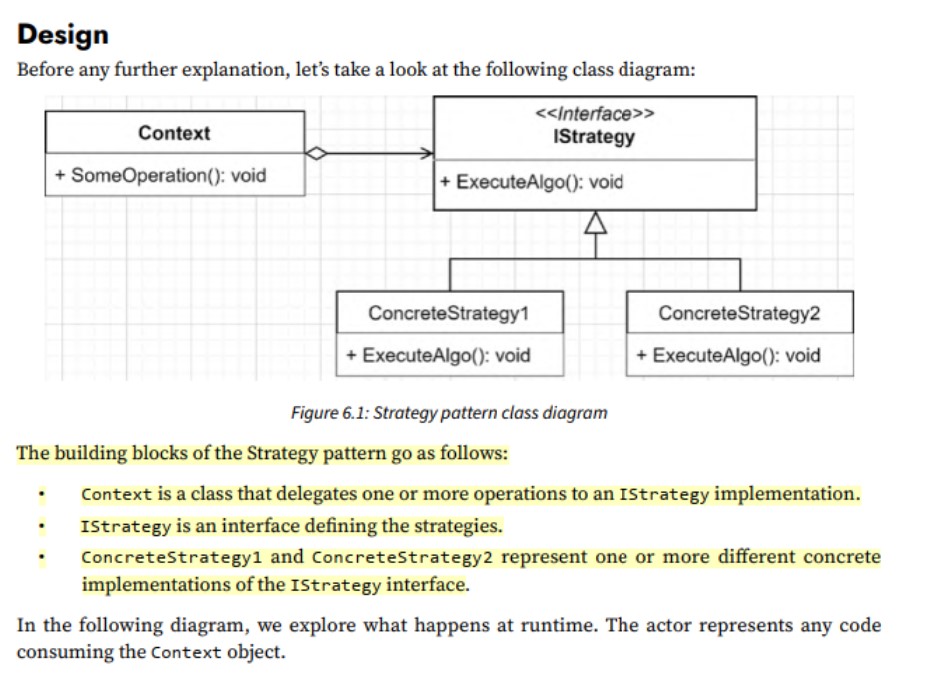 Design
Before any further explanation, let’s take a look at the following class diagram:
<<Interface>>
Context
IStrategy
+ SomeOperation(): void
+ ExecuteAlgo(): void
ConcreteStrategy1
ConcreteStrategy2
+ ExecuteAlgo(): void
+ ExecuteAlgo(): void
Figure 6.1: Strategy pattern class diagram
The building blocks of the Strategy pattern go as follows:
• Context is a class that delegates one or more operations to an IStrategy implementation.
• IStrategy is an interface defining the strategies.
• ConcreteStrategy1 and ConcreteStrategy2 represent one or more different concrete
implementations of the IStrategy interface.
In the following diagram, we explore what happens at runtime. The actor represents any code
consuming the Context object.